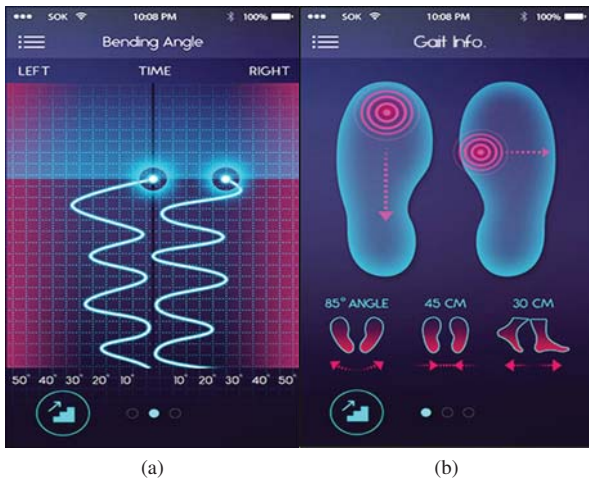 SOK 10:08 PM 100%
Bending Angle
LEFT TIME RIGHT
50° 40° 30° 20° 10° 10° 20° 30° 40° 50°
(a)
SOK 10:08 PM 100%
Gait Info.
85° ANGLE 45 CM 30 CM
(b)